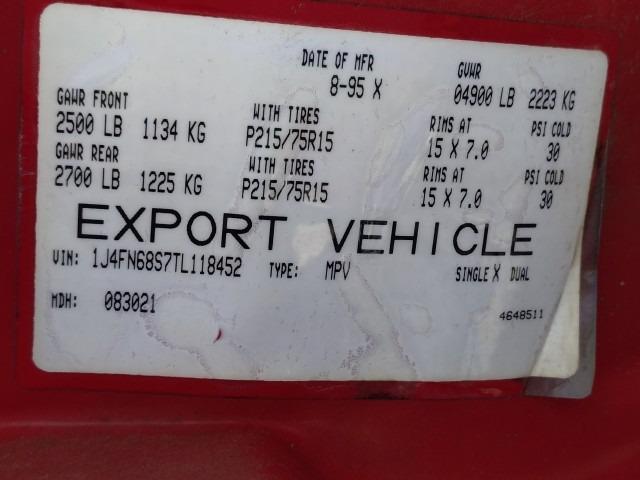 DATE OF MFR GVWR
8-95 X 04900 LB 2223 KG
GAWR FRONT WITH TIRES RIMS AT PSI COLD
2500 LB 1134 KG P215/75R15 15 X 7.0 30
GAWR REAR WITH TIRES RIMS AT PSI COLD
2700 LB 1225 KG P215/75R15 15 X 7.0 30
EXPORT VEHICLE
VIN: 1J4FN68S7TL118452 TYPE: MPV SINGLE X DUAL
MDH: 083021
4648511